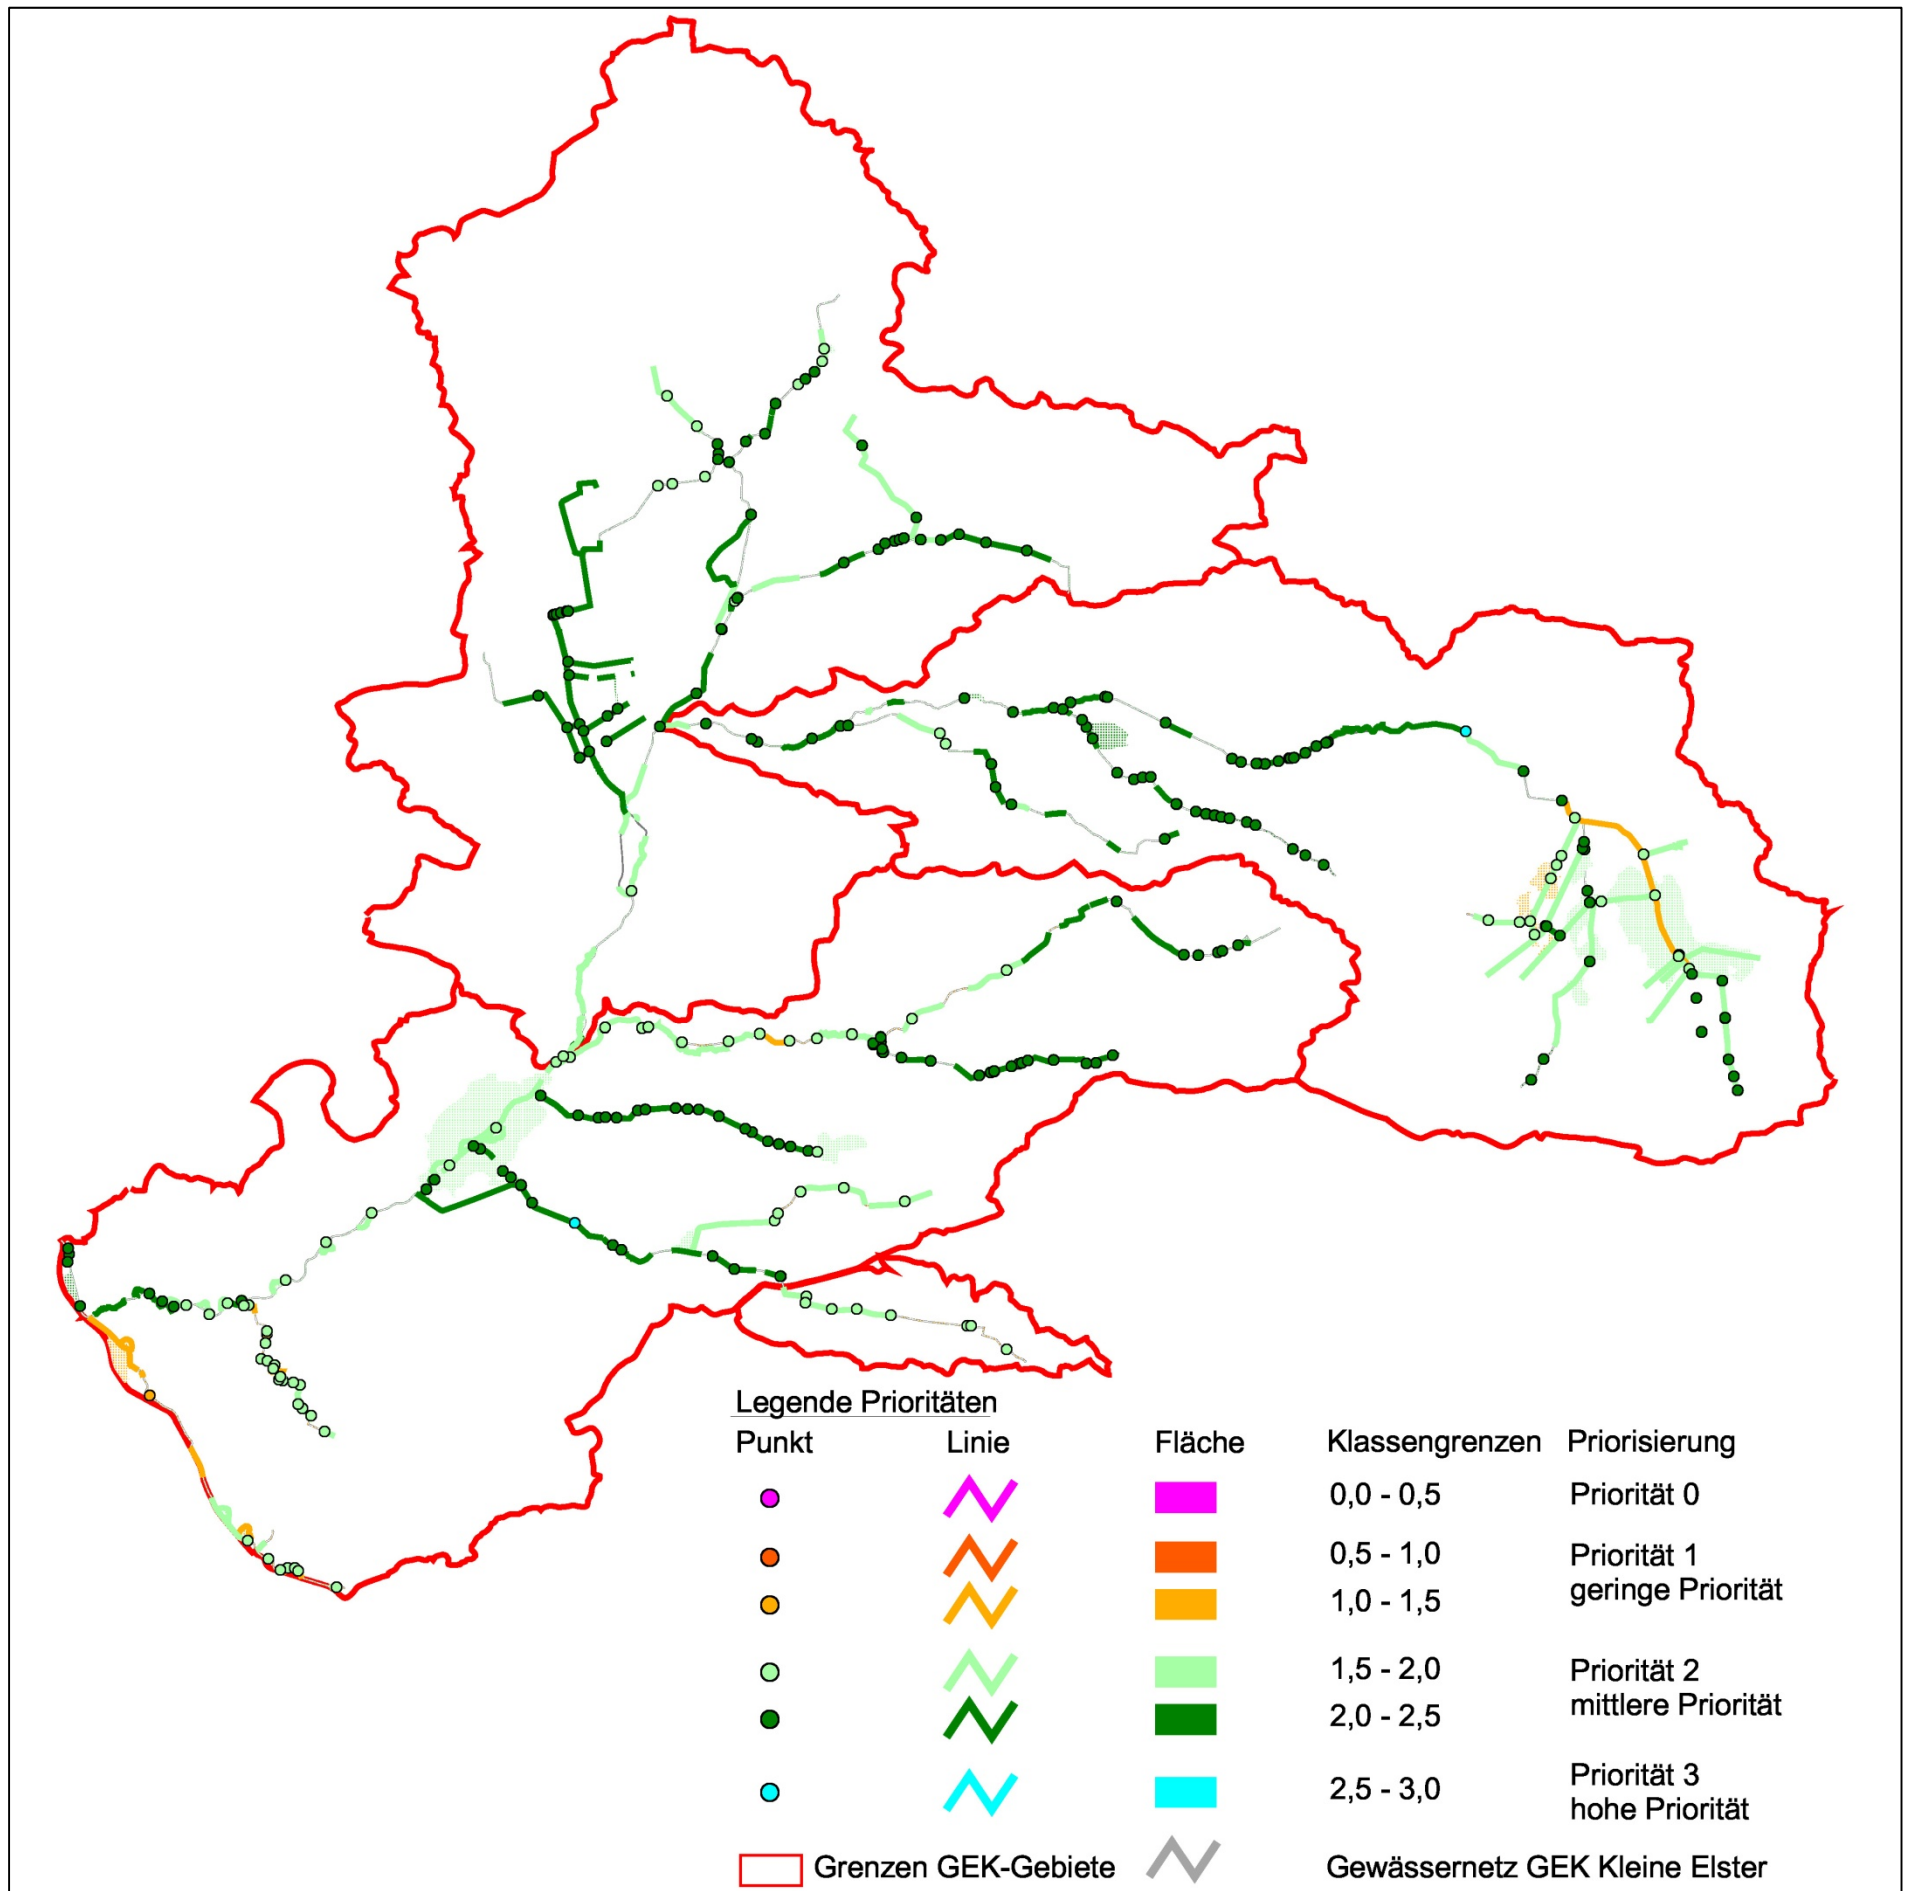 Legende Prioritäten
Punkt Linie Fläche Klassengrenzen Priorisierung
0,0 - 0,5 Priorität 0
0,5 - 1,0 Priorität 1
geringe Priorität
1,0 - 1,5
1,5 - 2,0 Priorität 2
mittlere Priorität
2,0 - 2,5
2,5 - 3,0 Priorität 3
hohe Priorität
Grenzen GEK-Gebiete Gewässernetz GEK Kleine Elster